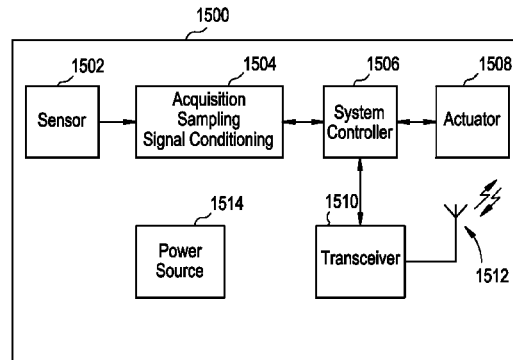 1500
1502
1504
1506
1508
Sensor
Acquisition
Sampling
Signal Conditioning
System
Controller
Actuator
1514
1510
Power
Source
Transceiver
1512